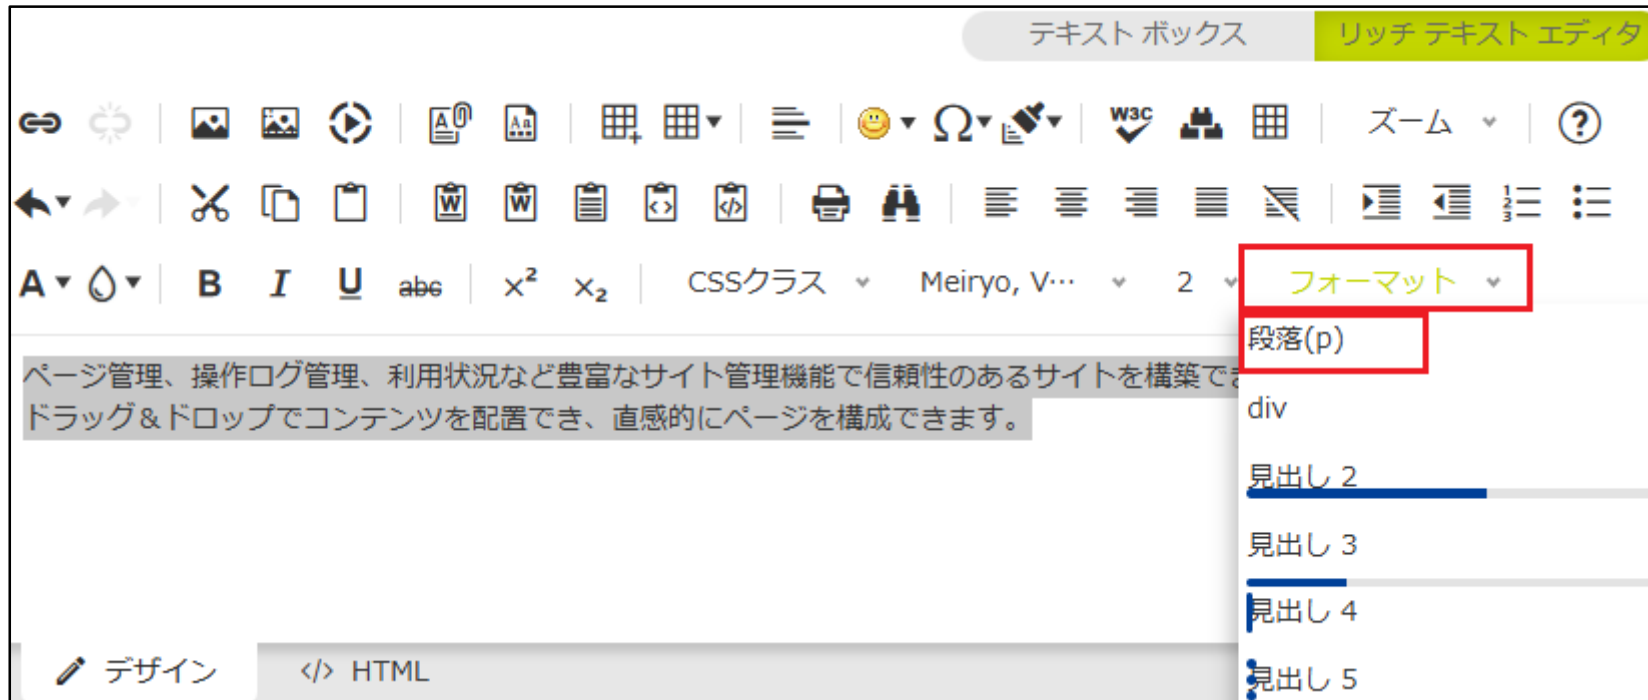 テキスト ボックス リッチ テキスト エディタ
W3C ズーム
A B I U abc x² x₂ CSSクラス Meiryo, V… 2 フォーマット
段落(p)
ページ管理、操作ログ管理、利用状況など豊富なサイト管理機能で信頼性のあるサイトを構築でき
ドラッグ＆ドロップでコンテンツを配置でき、直感的にページを構成できます。
div
見出し 2
見出し 3
見出し 4
見出し 5
デザイン </> HTML